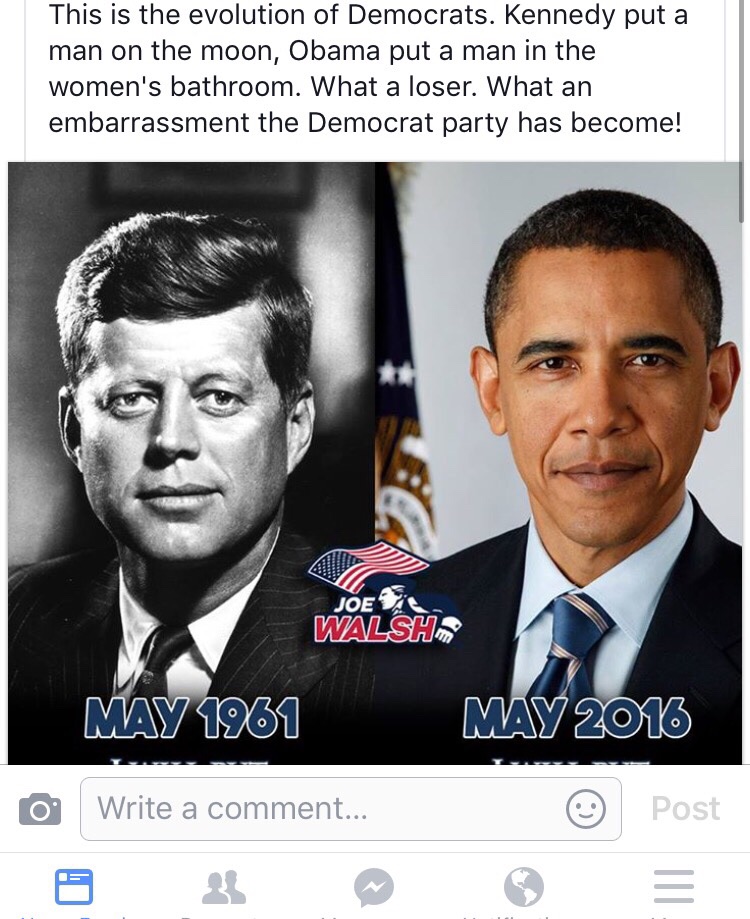 This is the evolution of Democrats. Kennedy put a
man on the moon, Obama put a man in the
women's bathroom. What a loser. What an
embarrassment the Democrat party has become!
JOE
WALSH
MAY 1961
MAY 2016
Write a comment...
Post